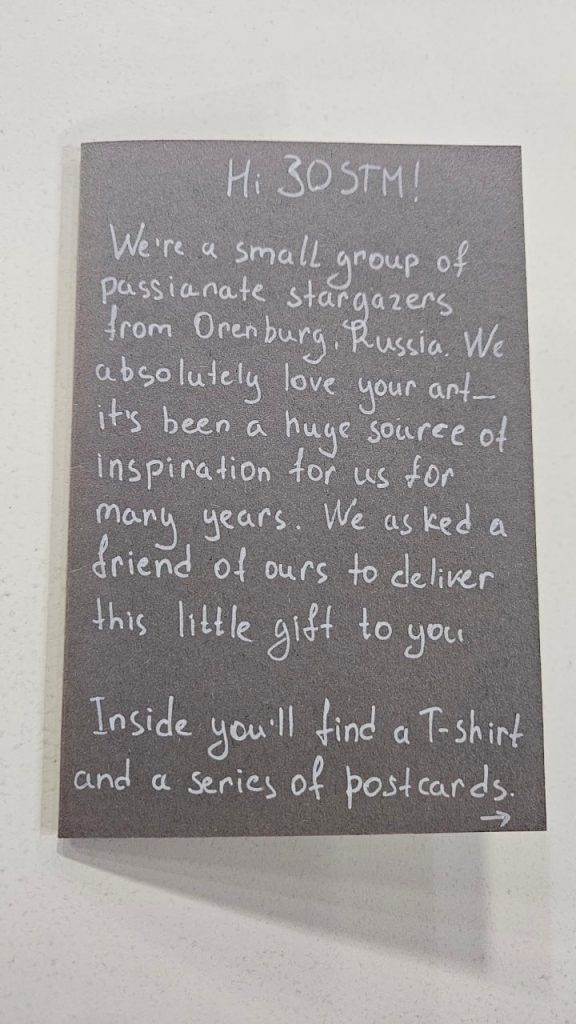 Hi 30STM!
We're a small group of
passianate stargazers
from Orenburg, Russia. We
absolutely love your art—
it's been a huge source of
inspiration for us for
many years. We asked a
friend of ours to deliver
this little gift to you
Inside you'll find a T-shirt
and a series of postcards.
→